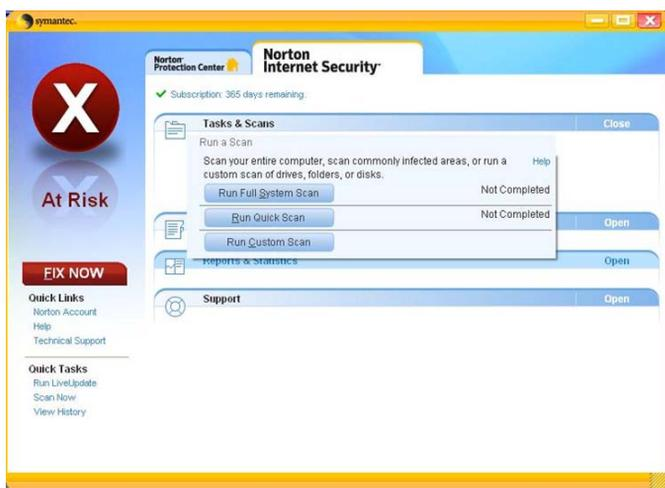 symantec.
Norton™
Protection Center
Norton
Internet Security™
Subscription: 365 days remaining.
X
At Risk
FIX NOW
Quick Links
Norton Account
Help
Technical Support
Quick Tasks
Run LiveUpdate
Scan Now
View History
Tasks & Scans Close
Run a Scan
Scan your entire computer, scan commonly infected areas, or run a Help
custom scan of drives, folders, or disks.
Run Full System Scan Not Completed
Run Quick Scan Not Completed
Run Custom Scan
Open
Reports & Statistics Open
Support Open